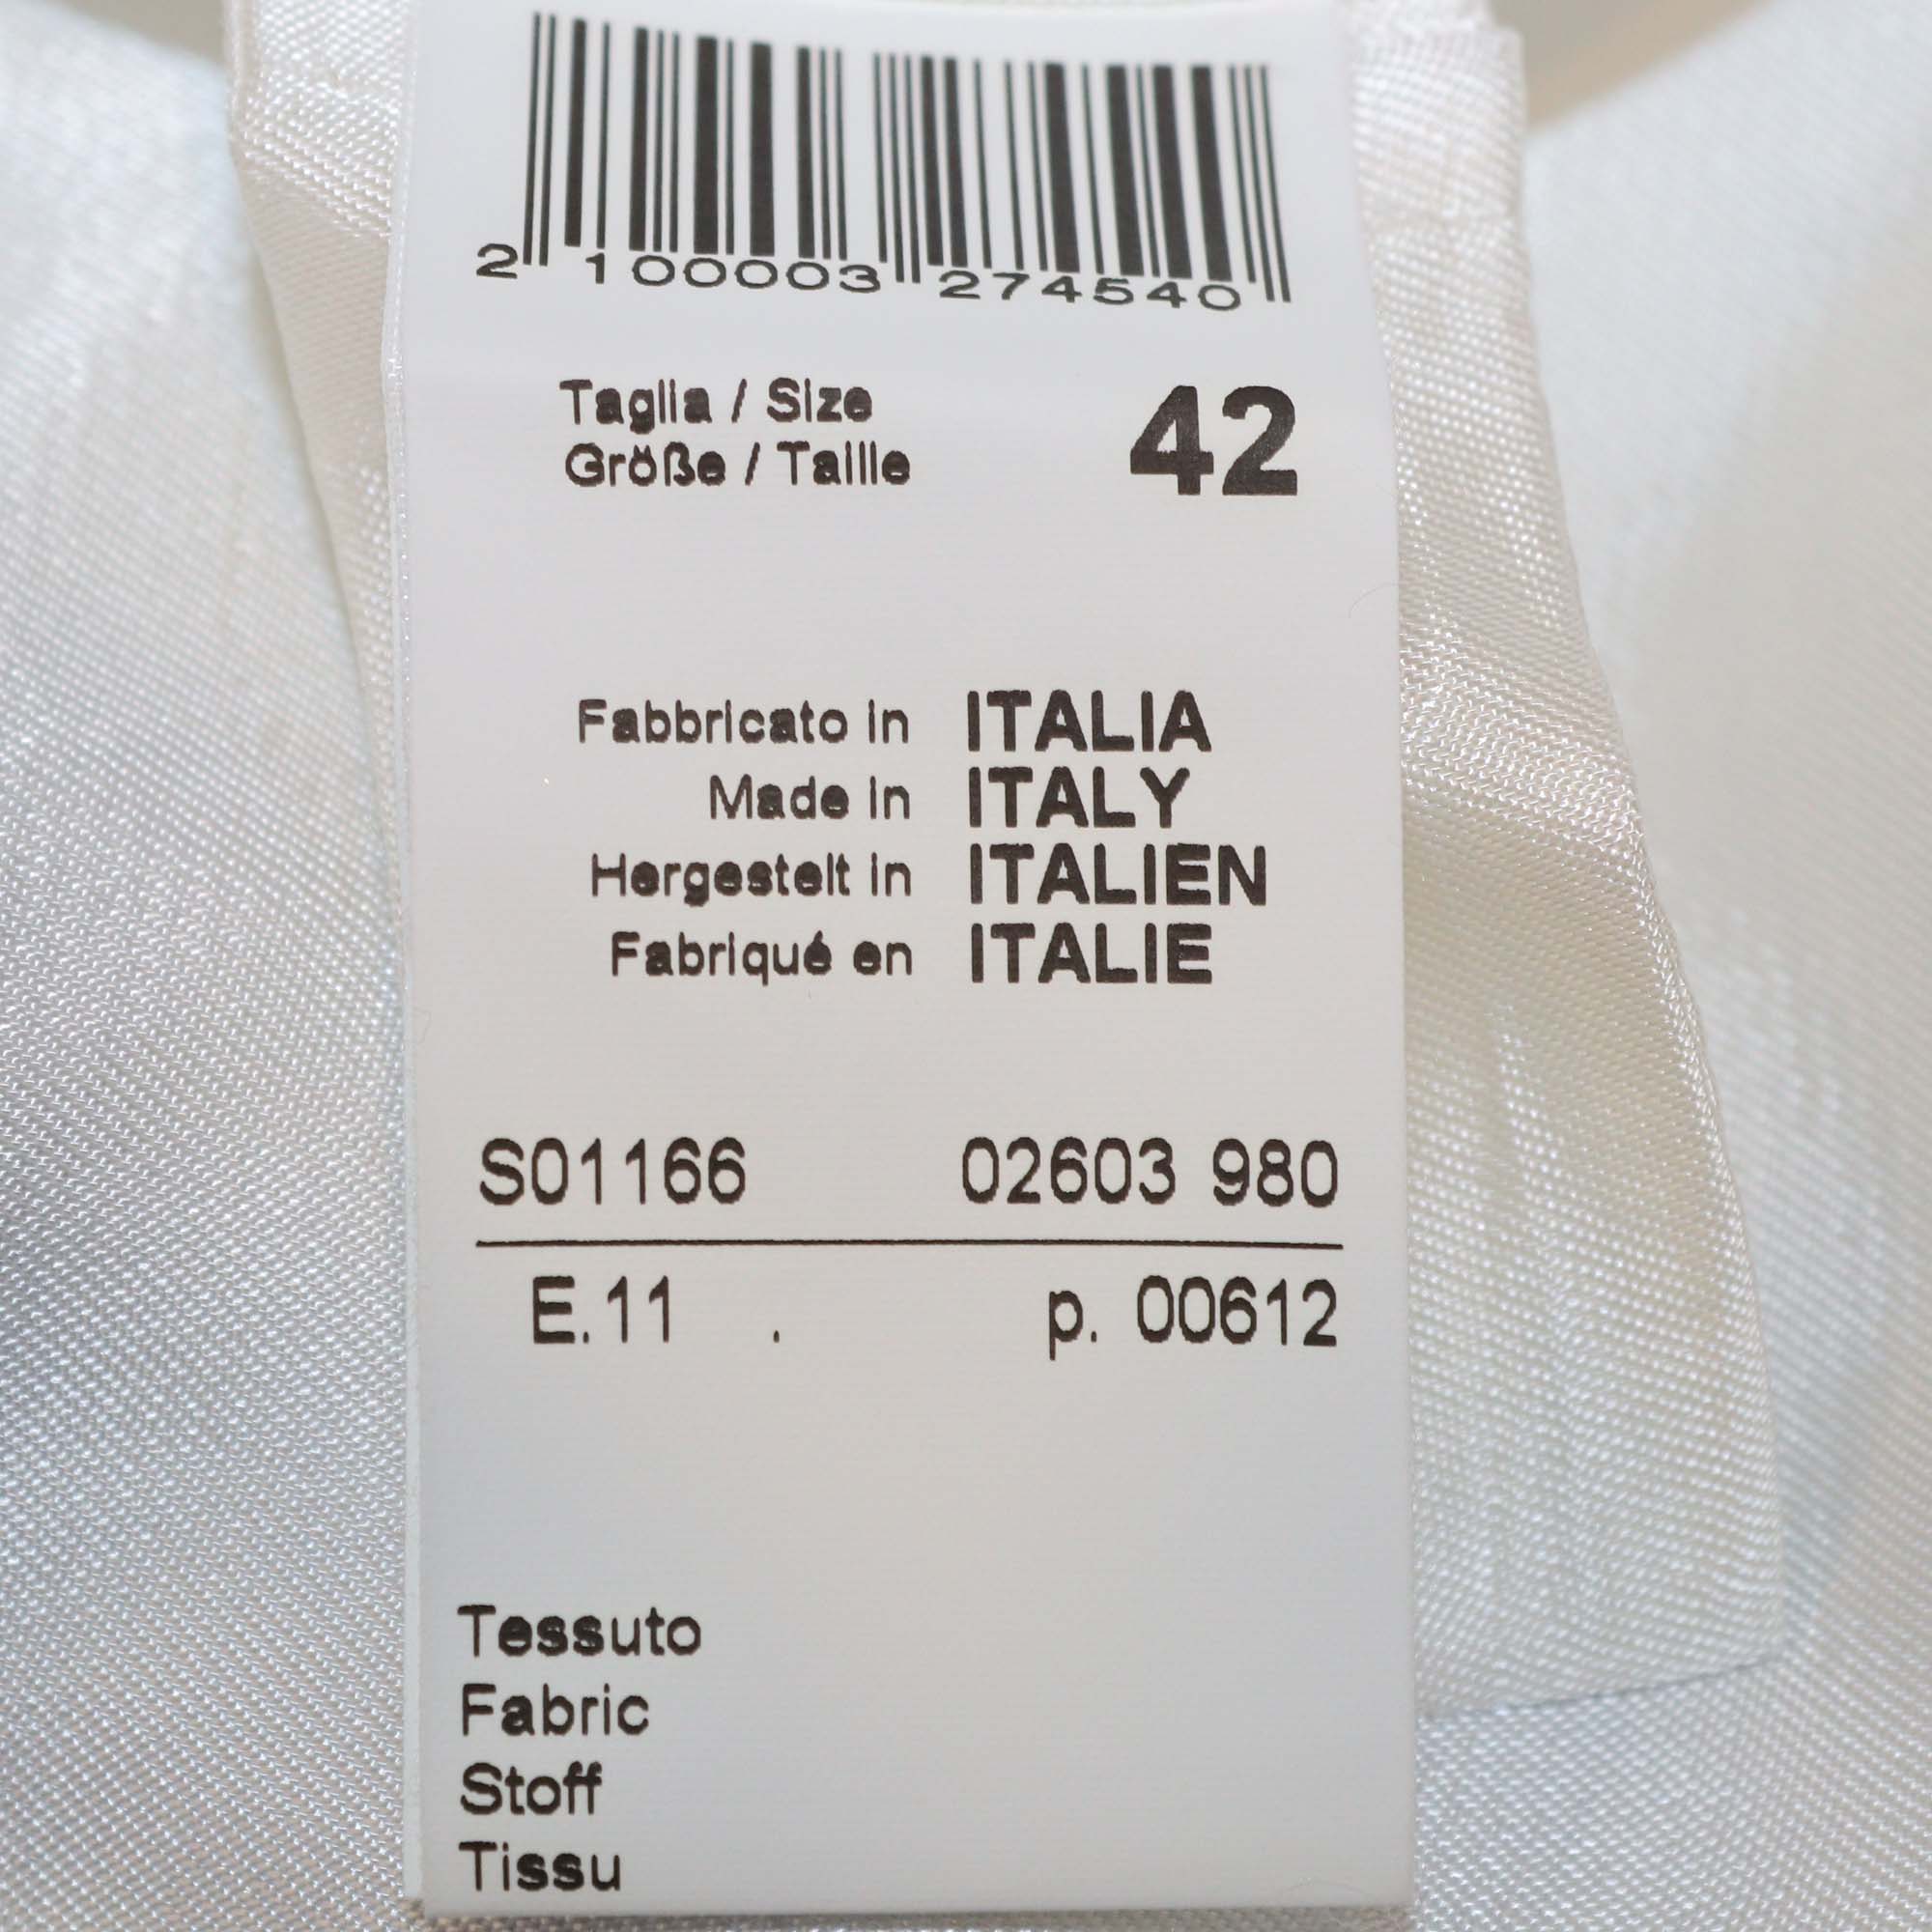 2 100003 274540
Taglia / Size
Größe / Taille 42
Fabbricato in ITALIA
Made in ITALY
Hergestelt in ITALIEN
Fabriqué en ITALIE
S01166 02603 980
E.11 . p. 00612
Tessuto
Fabric
Stoff
Tissu